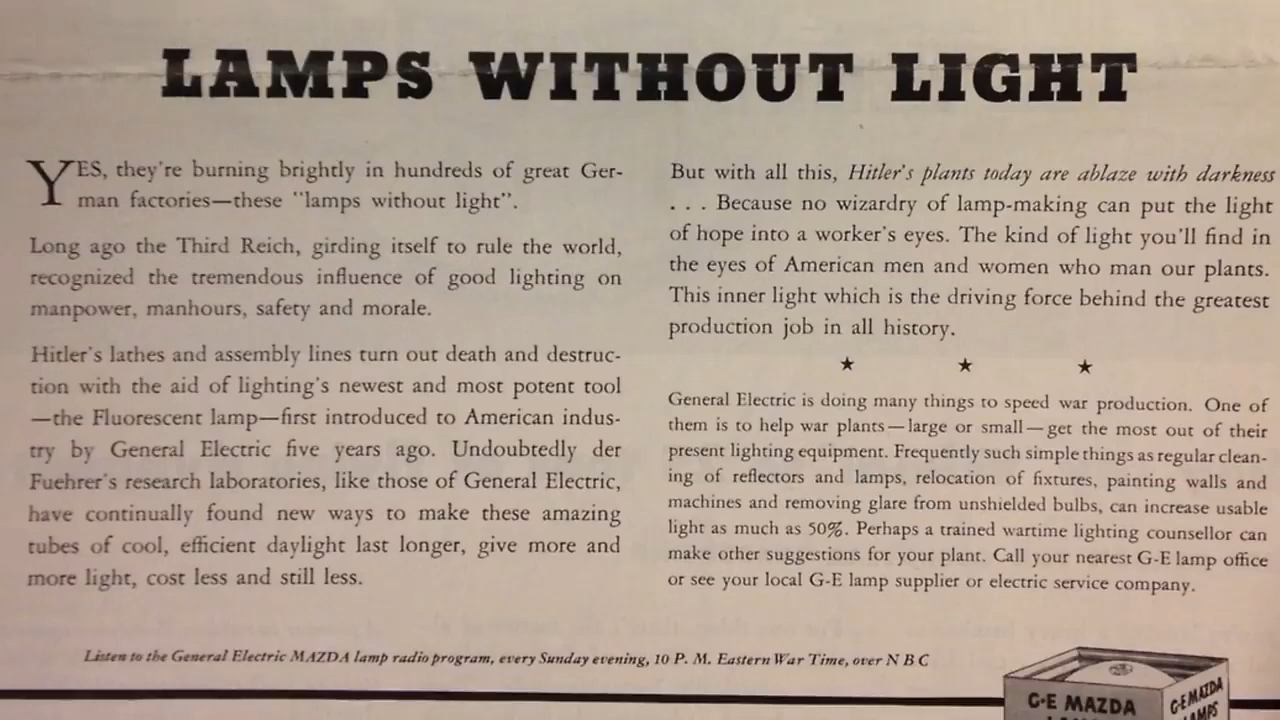 LAMPS WITHOUT LIGHT
YES, they're burning brightly in hundreds of great Ger-
man factories—these "lamps without light".
Long ago the Third Reich, girding itself to rule the world,
recognized the tremendous influence of good lighting on
manpower, manhours, safety and morale.
Hitler's lathes and assembly lines turn out death and destruc-
tion with the aid of lighting's newest and most potent tool
—the Fluorescent lamp—first introduced to American indus-
try by General Electric five years ago. Undoubtedly der
Fuehrer's research laboratories, like those of General Electric,
have continually found new ways to make these amazing
tubes of cool, efficient daylight last longer, give more and
more light, cost less and still less.
But with all this, Hitler's plants today are ablaze with darkness
. . . Because no wizardry of lamp-making can put the light
of hope into a worker's eyes. The kind of light you'll find in
the eyes of American men and women who man our plants.
This inner light which is the driving force behind the greatest
production job in all history.
★ ★ ★
General Electric is doing many things to speed war production. One of
them is to help war plants—large or small—get the most out of their
present lighting equipment. Frequently such simple things as regular clean-
ing of reflectors and lamps, relocation of fixtures, painting walls and
machines and removing glare from unshielded bulbs, can increase usable
light as much as 50%. Perhaps a trained wartime lighting counsellor can
make other suggestions for your plant. Call your nearest G-E lamp office
or see your local G-E lamp supplier or electric service company.
Listen to the General Electric MAZDA lamp radio program, every Sunday evening, 10 P. M. Eastern War Time, over N B C
G-E MAZDA
G-E MAZDA
LAMPS